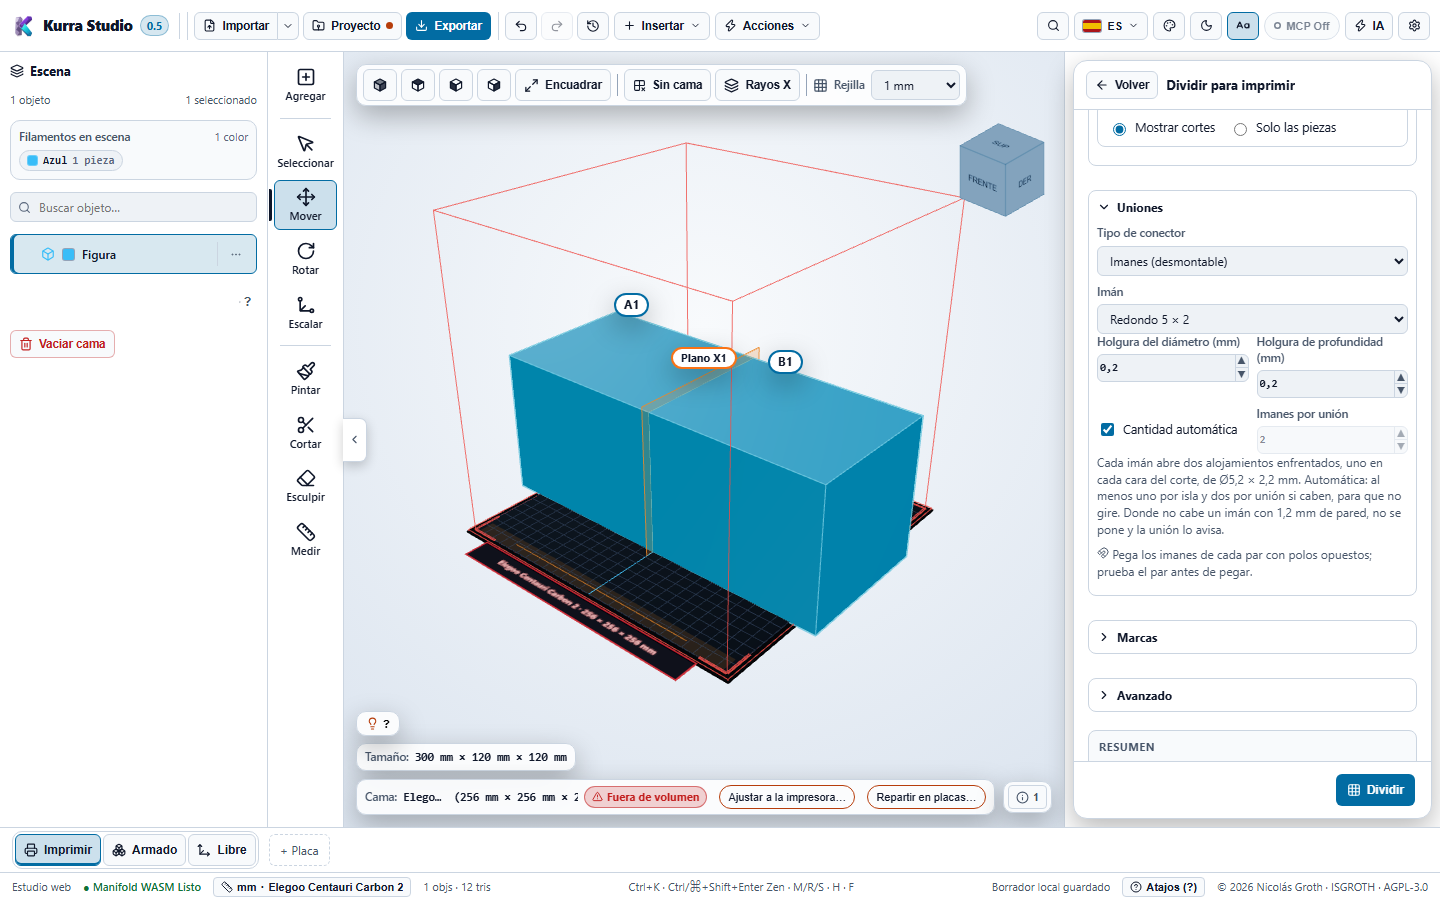 Kurra Studio 0.5 Importar Proyecto Exportar Insertar Acciones ES Aa MCP Off IA
Escena
1 objeto 1 seleccionado
Filamentos en escena 1 color
Azul 1 pieza
Buscar objeto...
Figura ...
?
Vaciar cama
Agregar
Seleccionar
Mover
Rotar
Escalar
Pintar
Cortar
Esculpir
Medir
Encuadrar Sin cama Rayos X Rejilla 1 mm
SUP
FRENTE DER
A1
Plano X1
B1
Elegoo Centauri Carbon 2 · 256 × 256 × 256 mm
?
Tamaño: 300 mm × 120 mm × 120 mm
Cama: Elego… (256 mm × 256 mm × 2 Fuera de volumen Ajustar a la impresora… Repartir en placas… 1
Volver Dividir para imprimir
Mostrar cortes Solo las piezas
Uniones
Tipo de conector
Imanes (desmontable)
Imán
Redondo 5 × 2
Holgura del diámetro (mm) Holgura de profundidad
(mm)
0,2 0,2
Imanes por unión
Cantidad automática 2
Cada imán abre dos alojamientos enfrentados, uno en
cada cara del corte, de Ø5,2 × 2,2 mm. Automática: al
menos uno por isla y dos por unión si caben, para que no
gire. Donde no cabe un imán con 1,2 mm de pared, no se
pone y la unión lo avisa.
Pega los imanes de cada par con polos opuestos;
prueba el par antes de pegar.
Marcas
Avanzado
RESUMEN
Dividir
Imprimir Armado Libre + Placa
Estudio web Manifold WASM Listo mm · Elegoo Centauri Carbon 2 1 objs · 12 tris Ctrl+K · Ctrl/⌘+Shift+Enter Zen · M/R/S · H · F Borrador local guardado Atajos (?) © 2026 Nicolás Groth · ISGROTH · AGPL-3.0